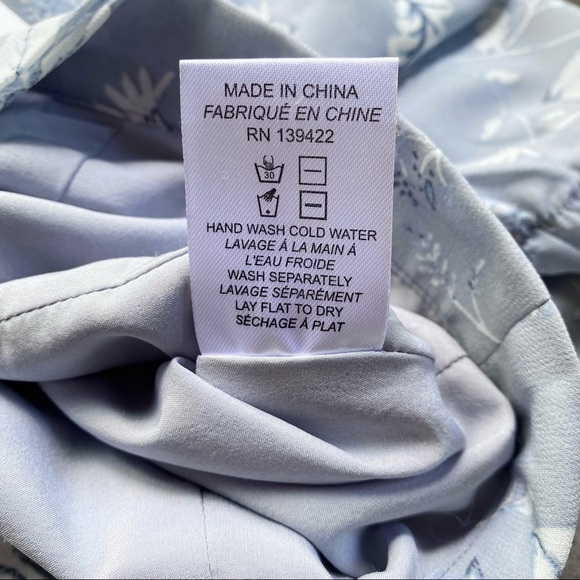 MADE IN CHINA
FABRIQUÉ EN CHINE
RN 139422
30
HAND WASH COLD WATER
LAVAGE À LA MAIN À
L'EAU FROIDE
WASH SEPARATELY
LAVAGE SÉPARÉMENT
LAY FLAT TO DRY
SÉCHAGE À PLAT